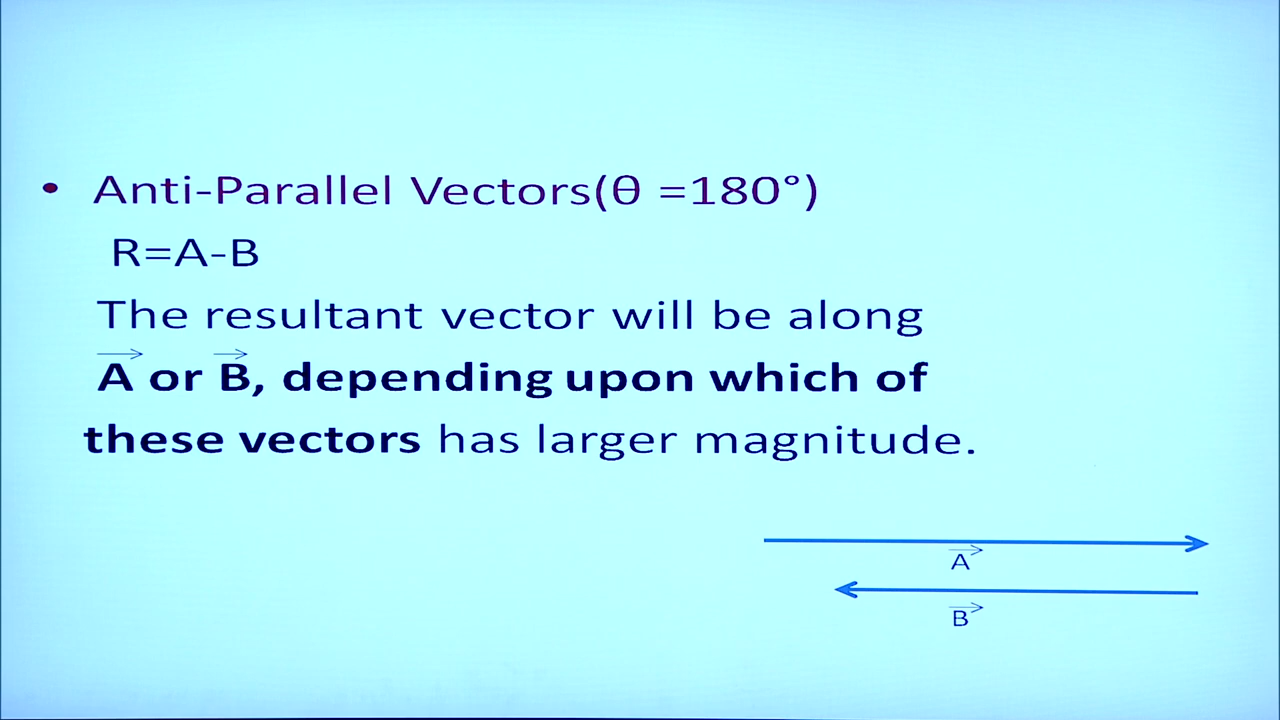 • Anti-Parallel Vectors(θ =180°)
R=A-B
The resultant vector will be along
A or B, depending upon which of
these vectors has larger magnitude.
A
B